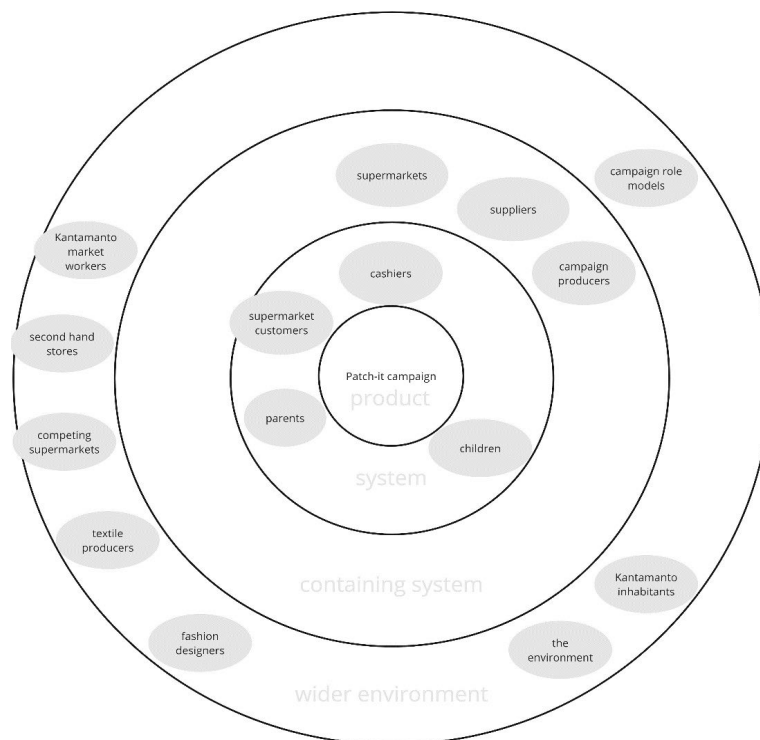 supermarkets
campaign role
models
suppliers
Kantamanto
market
workers
cashiers
campaign
producers
supermarket
customers
second hand
stores
Patch-it campaign
product
parents
competing
supermarkets
children
system
textile
producers
containing system
Kantamanto
inhabitants
fashion
designers
the
environment
wider environment